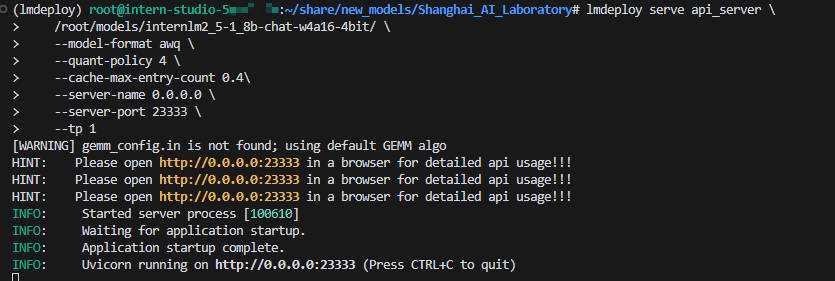 (lmdeploy) root@intern-studio-5 :~/share/new_models/Shanghai_AI_Laboratory# lmdeploy serve api_server \
> /root/models/internlm2_5-1_8b-chat-w4a16-4bit/ \
> --model-format awq \
> --quant-policy 4 \
> --cache-max-entry-count 0.4\
> --server-name 0.0.0.0 \
> --server-port 23333 \
> --tp 1
[WARNING] gemm_config.in is not found; using default GEMM algo
HINT:    Please open http://0.0.0.0:23333 in a browser for detailed api usage!!!
HINT:    Please open http://0.0.0.0:23333 in a browser for detailed api usage!!!
HINT:    Please open http://0.0.0.0:23333 in a browser for detailed api usage!!!
INFO:     Started server process [100610]
INFO:     Waiting for application startup.
INFO:     Application startup complete.
INFO:     Uvicorn running on http://0.0.0.0:23333 (Press CTRL+C to quit)